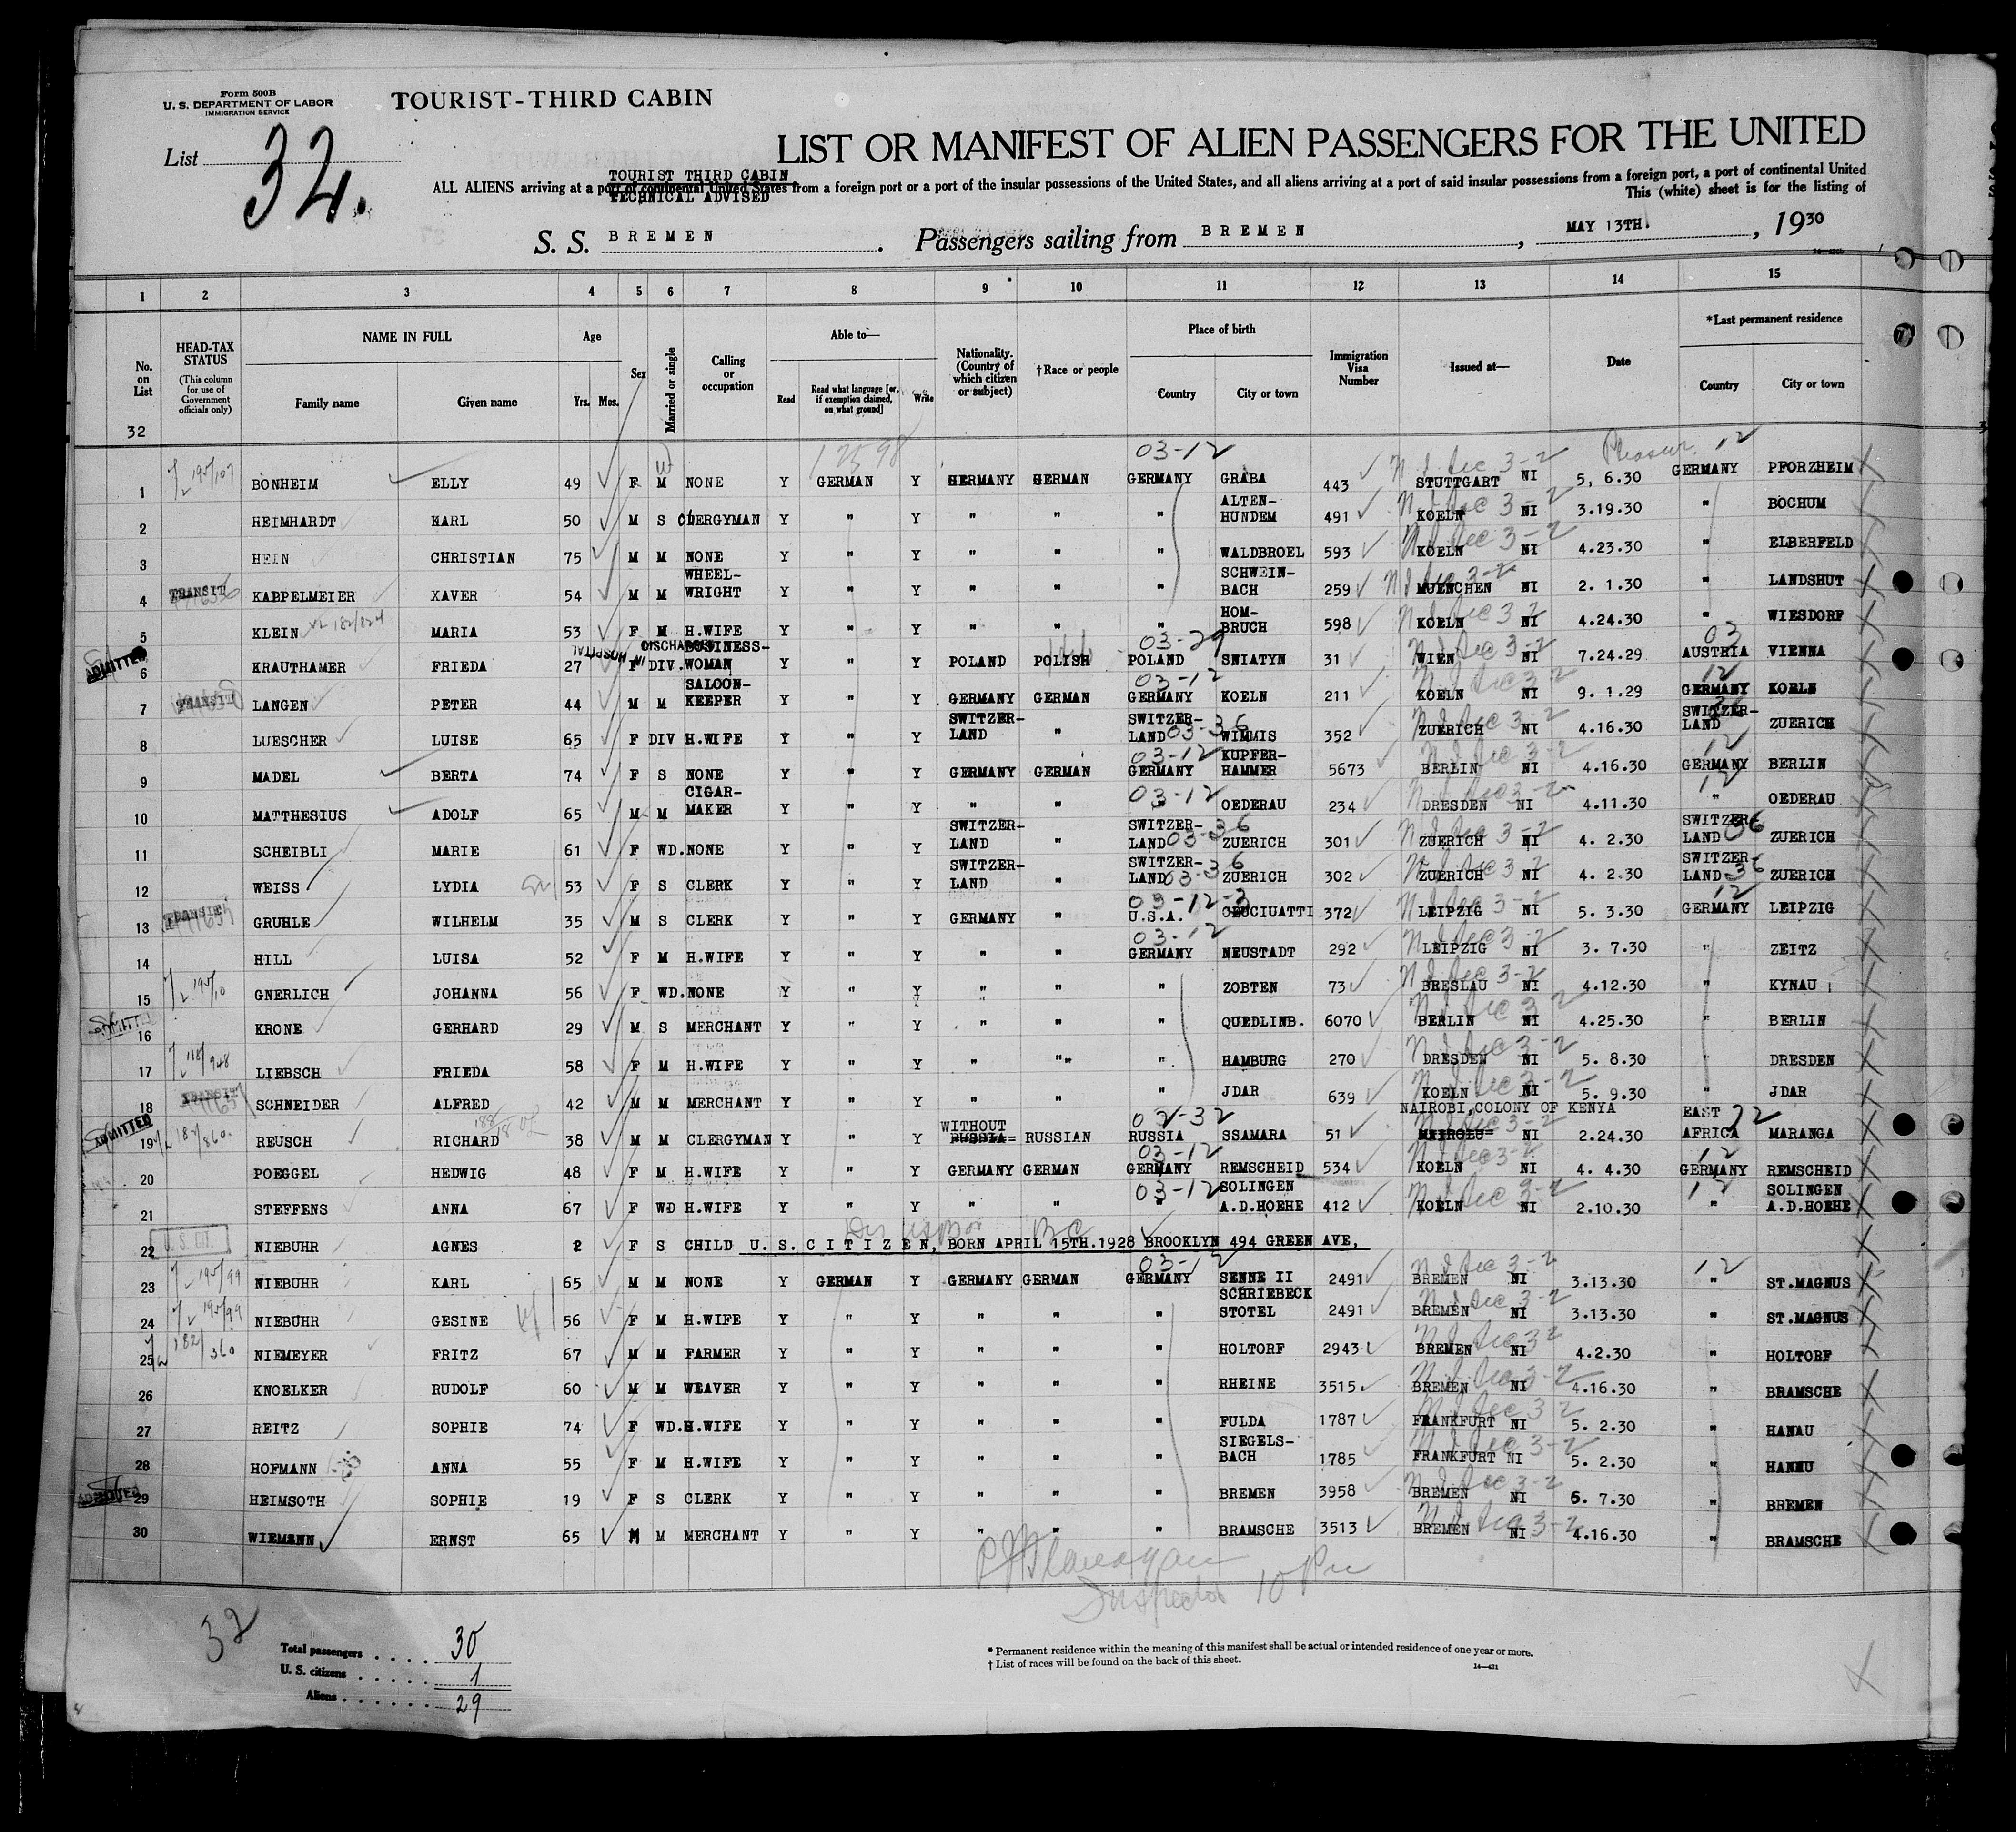 Form 500B
U. S. DEPARTMENT OF LABOR
IMMIGRATION SERVICE
TOURIST-THIRD CABIN
List 32.
LIST OR MANIFEST OF ALIEN PASSENGERS FOR THE UNITED
TOURIST THIRD CABIN
ALL ALIENS arriving at a port of continental United States from a foreign port or a port of the insular possessions of the United States, and all aliens arriving at a port of said insular possessions from a foreign port, a port of continental United
TECHNICAL ADVISED
This (white) sheet is for the listing of
S. S. BREMEN . Passengers sailing from BREMEN , MAY 13TH. , 1930
1 2 3 4 5 6 7 8 9 10 11 12 13 14 15
No. on List
HEAD-TAX STATUS
(This column for use of Government officials only)
NAME IN FULL
Family name Given name
Age
Yrs. Mos.
Sex
Married or single
Calling or occupation
Able to—
Read Read what language [or, if exemption claimed, on what ground] Write
Nationality. (Country of which citizen or subject)
† Race or people
Place of birth
Country City or town
Immigration Visa Number
Issued at—
Date
*Last permanent residence
Country City or town
32
1 BONHEIM ELLY 49 F M NONE Y GERMAN Y GERMANY GERMAN GERMANY GRABA 443 STUTTGART NI 5, 6.30 GERMANY PFORZHEIM
2 HEIMHARDT KARL 50 M S CLERGYMAN Y " Y " " " ALTEN-HUNDEM 491 KOELN NI 3.19.30 " BOCHUM
3 HEIN CHRISTIAN 75 M M NONE Y " Y " " " WALDBROEL 593 KOELN NI 4.23.30 " ELBERFELD
4 TRANSIT KAPPELMEIER XAVER 54 M M WHEEL-WRIGHT Y " Y " " " SCHWEIN-BACH 259 MUENCHEN NI 2. 1.30 " LANDSHUT
5 KLEIN MARIA 53 F M H.WIFE Y " Y " " " HOM-BRUCH 598 KOELN NI 4.24.30 " WIESDORF
ADMITTED 6 KRAUTHAMER FRIEDA 27 F DIV. BUSINESS-WOMAN Y " Y POLAND POLISH POLAND SNIATYN 31 WIEN NI 7.24.29 AUSTRIA VIENNA
7 TRANSIT LANGEN PETER 44 M M SALOON-KEEPER Y " Y GERMANY GERMAN GERMANY KOELN 211 KOELN NI 9. 1.29 GERMANY KOELN
8 LUESCHER LUISE 65 F DIV H.WIFE Y " Y SWITZER-LAND " SWITZER-LAND WIMMIS 352 ZUERICH NI 4.16.30 SWITZER-LAND ZUERICH
9 MADEL BERTA 74 F S NONE Y " Y GERMANY GERMAN GERMANY KUPFER-HAMMER 5673 BERLIN NI 4.16.30 GERMANY BERLIN
10 MATTHESIUS ADOLF 65 M M CIGAR-MAKER Y " Y " " " OEDERAU 234 DRESDEN NI 4.11.30 " OEDERAU
11 SCHEIBLI MARIE 61 F WD. NONE Y " Y SWITZER-LAND " SWITZER-LAND ZUERICH 301 ZUERICH NI 4. 2.30 SWITZER-LAND ZUERICH
12 WEISS LYDIA 53 F S CLERK Y " Y SWITZER-LAND " SWITZER-LAND ZUERICH 302 ZUERICH NI 4. 2.30 SWITZER-LAND ZUERICH
13 TRANSIT GRUHLE WILHELM 35 M S CLERK Y " Y GERMANY " U.S.A. CEUCIUATTI 372 LEIPZIG NI 5. 3.30 GERMANY LEIPZIG
14 HILL LUISA 52 F M H.WIFE Y " Y " " GERMANY NEUSTADT 292 LEIPZIG NI 3. 7.30 " ZEITZ
15 GNERLICH JOHANNA 56 F WD. NONE Y " Y " " " ZOBTEN 73 BRESLAU NI 4.12.30 " KYNAU
ADMITTED 16 KRONE GERHARD 29 M S MERCHANT Y " Y " " " QUEDLINB. 6070 BERLIN NI 4.25.30 " BERLIN
17 LIEBSCH FRIEDA 58 F M H.WIFE Y " Y " "" " HAMBURG 270 DRESDEN NI 5. 8.30 " DRESDEN
18 TRANSIT SCHNEIDER ALFRED 42 M M MERCHANT Y " Y " JDAR 639 KOELN NI 5. 9.30 " JDAR
ADMITTED 19 REUSCH RICHARD 38 M M CLERGYMAN Y " Y WITHOUT RUSSIA= RUSSIAN RUSSIA SSAMARA 51 NAIROBI,COLONY OF KENYA NI 2.24.30 EAST AFRICA MARANGA
20 POEGGEL HEDWIG 48 F M H.WIFE Y " Y GERMANY GERMAN GERMANY REMSCHEID 534 KOELN NI 4. 4.30 GERMANY REMSCHEID
21 STEFFENS ANNA 67 F WD H.WIFE Y " Y " " " SOLINGEN A.D.HOEHE 412 KOELN NI 2.10.30 " SOLINGEN A.D.HOEHE
22 U.S. CIT. NIEBUHR AGNES 2 F S CHILD U.S.CITIZEN, BORN APRIL 15TH.1928 BROOKLYN 494 GREEN AVE,
23 NIEBUHR KARL 65 M M NONE Y GERMAN Y GERMANY GERMAN GERMANY SENNE II 2491 BREMEN NI 3.13.30 " ST.MAGNUS
24 NIEBUHR GESINE 56 F M H.WIFE Y " Y " " " SCHRIEBECK STOTEL 2491 BREMEN NI 3.13.30 " ST.MAGNUS
25 NIEMEYER FRITZ 67 M M FARMER Y " Y " " " HOLTORF 2943 BREMEN NI 4.2.30 " HOLTORF
26 KNOELKER RUDOLF 60 M M WEAVER Y " Y " " " RHEINE 3515 BREMEN NI 4.16.30 " BRAMSCHE
27 REITZ SOPHIE 74 F WD. H.WIFE Y " Y " " " FULDA 1787 FRANKFURT NI 5. 2.30 " HANAU
28 HOFMANN ANNA 55 F M H.WIFE Y " Y " " " SIEGELS-BACH 1785 FRANKFURT NI 5. 2.30 " HANAU
ADMITTED 29 HEIMSOTH SOPHIE 19 F S CLERK Y " Y " " " BREMEN 3958 BREMEN NI 5. 7.30 " BREMEN
30 WIEMANN ERNST 65 M M MERCHANT Y " Y " " " BRAMSCHE 3513 BREMEN NI 4.16.30 " BRAMSCHE
Inspector
32
Total passengers . . . . 30
U. S. citizens . . . . . 1
Aliens . . . . . . 29
* Permanent residence within the meaning of this manifest shall be actual or intended residence of one year or more.
† List of races will be found on the back of this sheet.
14—421